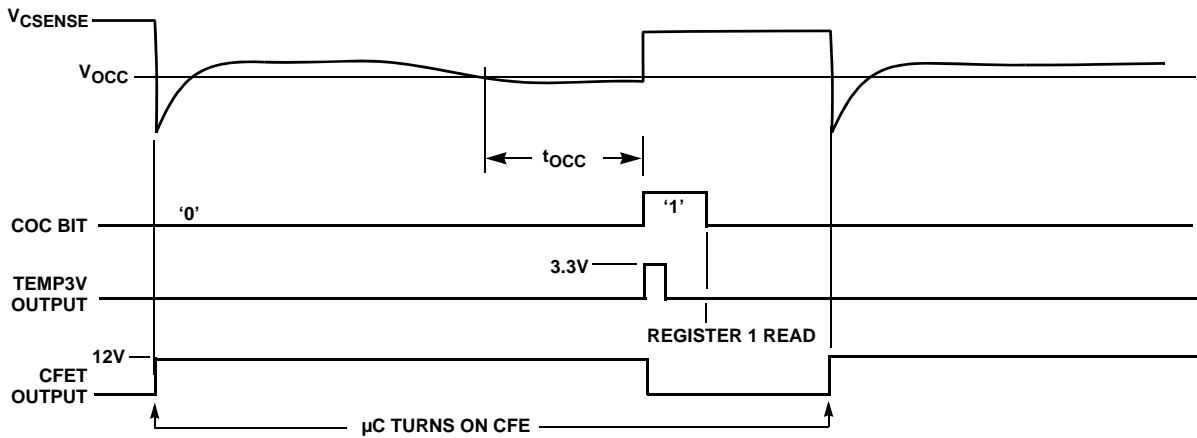 VCSENSE
VOCC
tOCC
COC BIT
‘0’
‘1’
3.3V
TEMP3V
OUTPUT
REGISTER 1 READ
12V
CFET
OUTPUT
µC TURNS ON CFE